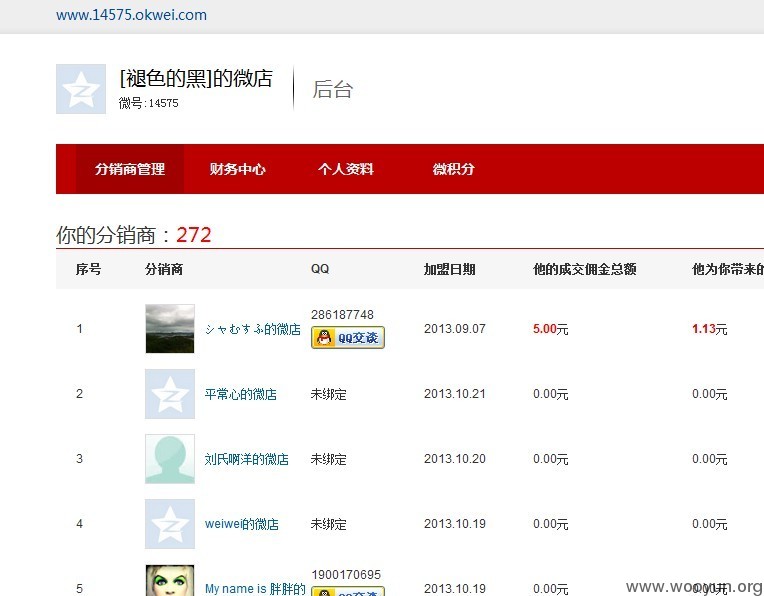 www.14575.okwei.com
[褪色的黑]的微店
后台
微号:14575
分销商管理 财务中心 个人资料 微积分
你的分销商：272
序号 分销商 QQ 加盟日期 他的成交佣金总额 他为你带来的
1 シャむすふ的微店 286187748 QQ交谈 2013.09.07 5.00元 1.13元
2 平常心的微店 未绑定 2013.10.21 0.00元 0.00元
3 刘氏啊洋的微店 未绑定 2013.10.20 0.00元 0.00元
4 weiwei的微店 未绑定 2013.10.19 0.00元 0.00元
5 My name is 胖胖的 1900170695 QQ交谈 2013.10.19 0.00元 0.00元
www.wooyun.org